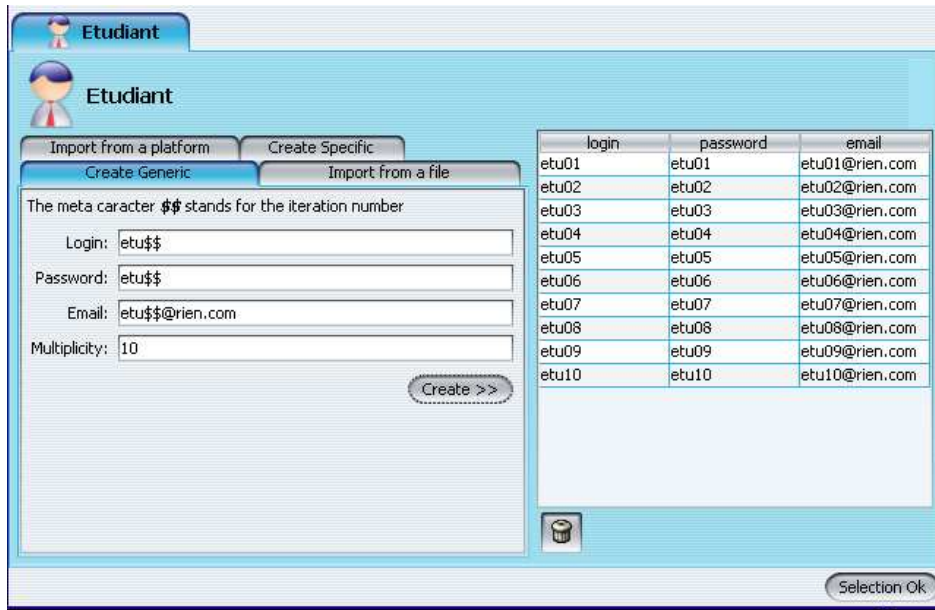 Etudiant
Etudiant
Import from a platform Create Specific
Create Generic Import from a file
The meta caracter $$ stands for the iteration number
Login: etu$$
Password: etu$$
Email: etu$$@rien.com
Multiplicity: 10
Create >>
login password email
etu01 etu01 etu01@rien.com
etu02 etu02 etu02@rien.com
etu03 etu03 etu03@rien.com
etu04 etu04 etu04@rien.com
etu05 etu05 etu05@rien.com
etu06 etu06 etu06@rien.com
etu07 etu07 etu07@rien.com
etu08 etu08 etu08@rien.com
etu09 etu09 etu09@rien.com
etu10 etu10 etu10@rien.com
Selection Ok